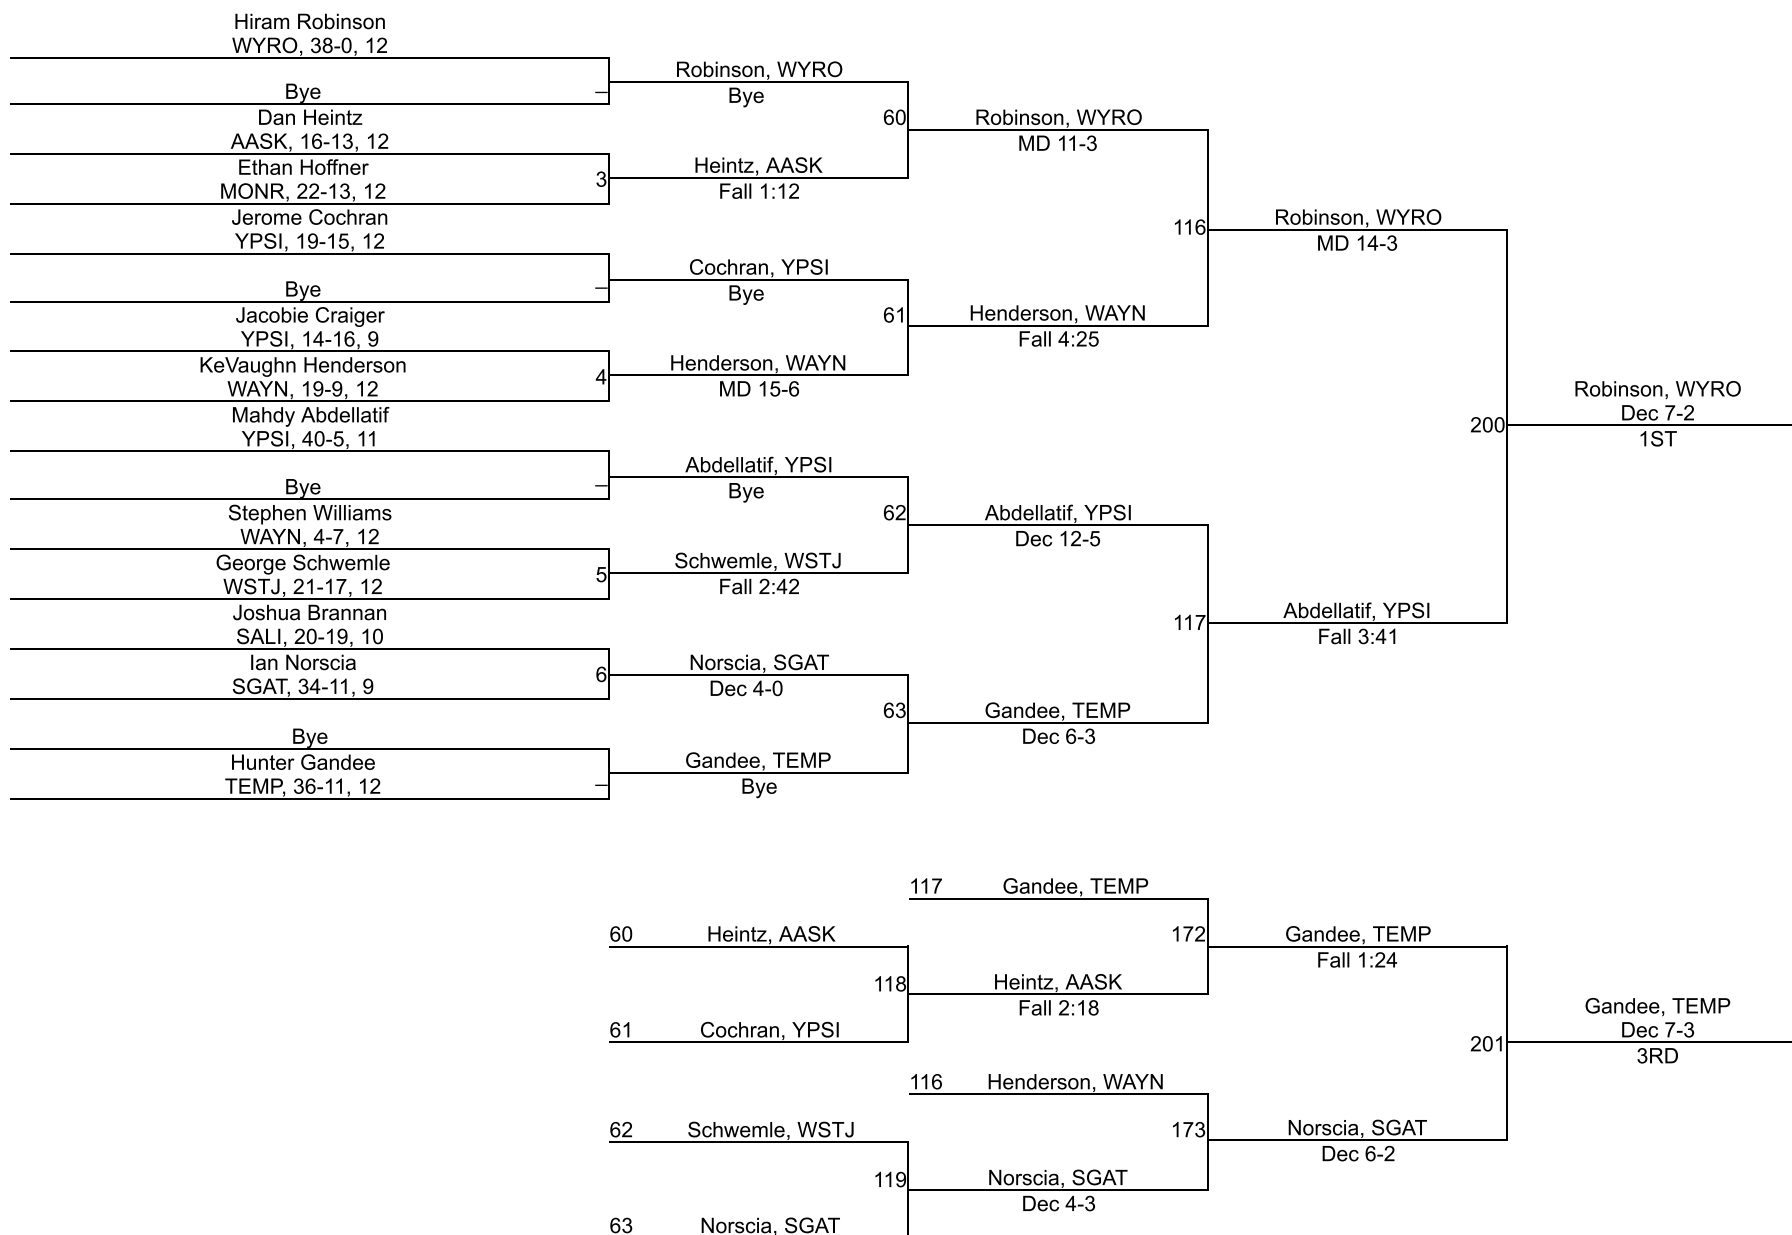 Hiram Robinson
WYRO, 38-0, 12
Bye
–
Dan Heintz
AASK, 16-13, 12
Ethan Hoffner
MONR, 22-13, 12
3
Jerome Cochran
YPSI, 19-15, 12
Bye
–
Jacobie Craiger
YPSI, 14-16, 9
KeVaughn Henderson
WAYN, 19-9, 12
4
Mahdy Abdellatif
YPSI, 40-5, 11
Bye
–
Stephen Williams
WAYN, 4-7, 12
George Schwemle
WSTJ, 21-17, 12
5
Joshua Brannan
SALI, 20-19, 10
Ian Norscia
SGAT, 34-11, 9
6
Bye
Hunter Gandee
TEMP, 36-11, 12
–
Robinson, WYRO
Bye
60
Heintz, AASK
Fall 1:12
Cochran, YPSI
Bye
61
Henderson, WAYN
MD 15-6
Abdellatif, YPSI
Bye
62
Schwemle, WSTJ
Fall 2:42
Norscia, SGAT
Dec 4-0
63
Gandee, TEMP
Bye
Robinson, WYRO
MD 11-3
116
Henderson, WAYN
Fall 4:25
Abdellatif, YPSI
Dec 12-5
117
Gandee, TEMP
Dec 6-3
Robinson, WYRO
MD 14-3
200
Abdellatif, YPSI
Fall 3:41
Robinson, WYRO
Dec 7-2
1ST
117 Gandee, TEMP
60 Heintz, AASK
172
118
Heintz, AASK
Fall 2:18
61 Cochran, YPSI
Gandee, TEMP
Fall 1:24
116 Henderson, WAYN
62 Schwemle, WSTJ
173
119
Norscia, SGAT
Dec 4-3
63 Norscia, SGAT
Norscia, SGAT
Dec 6-2
201
Gandee, TEMP
Dec 7-3
3RD